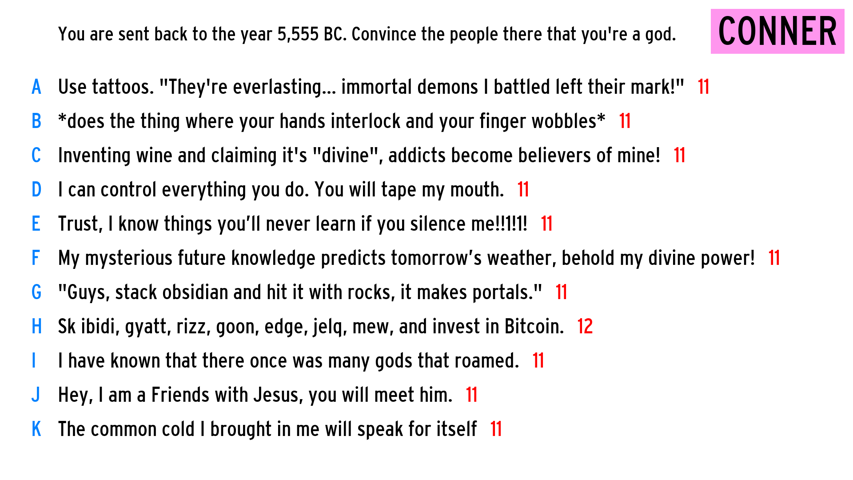 You are sent back to the year 5,555 BC. Convince the people there that you're a god.
CONNER
A Use tattoos. "They're everlasting... immortal demons I battled left their mark!" 11
B *does the thing where your hands interlock and your finger wobbles* 11
C Inventing wine and claiming it's "divine", addicts become believers of mine! 11
D I can control everything you do. You will tape my mouth. 11
E Trust, I know things you’ll never learn if you silence me!!1!1! 11
F My mysterious future knowledge predicts tomorrow’s weather, behold my divine power! 11
G "Guys, stack obsidian and hit it with rocks, it makes portals." 11
H Sk ibidi, gyatt, rizz, goon, edge, jelq, mew, and invest in Bitcoin. 12
I I have known that there once was many gods that roamed. 11
J Hey, I am a Friends with Jesus, you will meet him. 11
K The common cold I brought in me will speak for itself 11